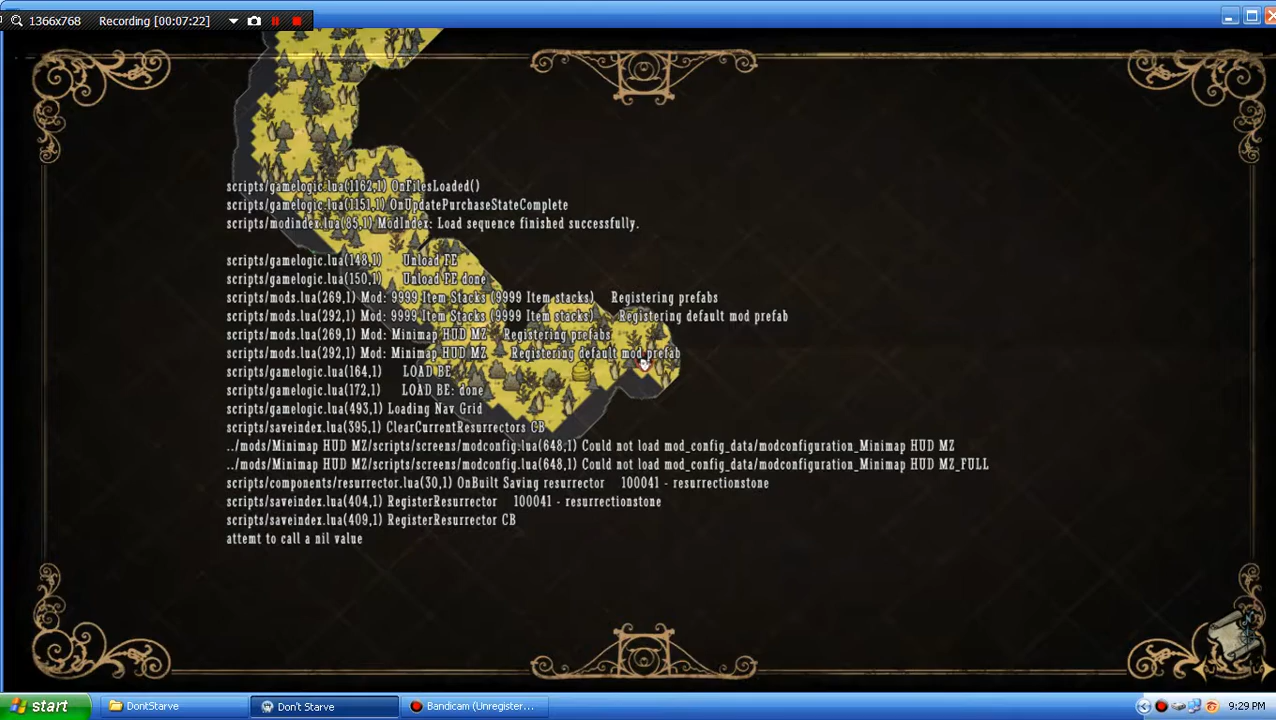 1366x768 Recording [00:07:22]
scripts/gamelogic.lua(1162,1) OnFilesLoaded()
scripts/gamelogic.lua(1151,1) OnUpdatePurchaseStateComplete
scripts/modindex.lua(85,1) ModIndex: Load sequence finished successfully.
scripts/gamelogic.lua(148,1) Unload FE
scripts/gamelogic.lua(150,1) Unload FE done
scripts/mods.lua(269,1) Mod: 9999 Item Stacks (9999 Item stacks) Registering prefabs
scripts/mods.lua(292,1) Mod: 9999 Item Stacks (9999 Item stacks) Registering default mod prefab
scripts/mods.lua(269,1) Mod: Minimap HUD MZ Registering prefabs
scripts/mods.lua(292,1) Mod: Minimap HUD MZ Registering default mod prefab
scripts/gamelogic.lua(164,1) LOAD BE
scripts/gamelogic.lua(172,1) LOAD BE: done
scripts/gamelogic.lua(493,1) Loading Nav Grid
scripts/saveindex.lua(395,1) ClearCurrentResurrectors CB
../mods/Minimap HUD MZ/scripts/screens/modconfig.lua(648,1) Could not load mod_config_data/modconfiguration_Minimap HUD MZ
../mods/Minimap HUD MZ/scripts/screens/modconfig.lua(648,1) Could not load mod_config_data/modconfiguration_Minimap HUD MZ_FULL
scripts/components/resurrector.lua(30,1) OnBuilt Saving resurrector 100041 - resurrectionstone
scripts/saveindex.lua(404,1) RegisterResurrector 100041 - resurrectionstone
scripts/saveindex.lua(409,1) RegisterResurrector CB
attemt to call a nil value
start DontStarve Don't Starve Bandicam (Unregister... 9:29 PM